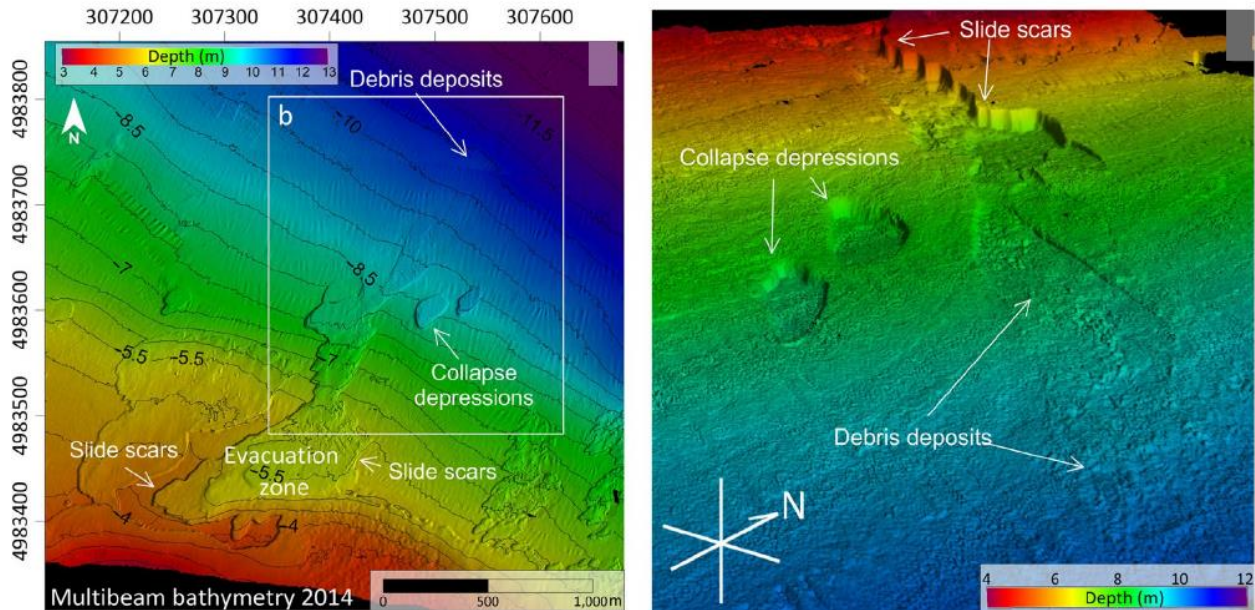 307200 307300 307400 307500 307600
Depth (m)
3 4 5 6 7 8 9 10 11 12 13
4983800
4983700
4983600
4983500
4983400
N
b
Debris deposits
-8.5
-10
-11.5
-7
-8.5
-5.5 -5.5
-7
Collapse
depressions
Slide scars
Evacuation
zone
-5.5
Slide scars
-4
-4
Multibeam bathymetry 2014
0 500 1,000 m
Slide scars
Collapse depressions
Debris deposits
N
Depth (m)
4 6 8 10 12